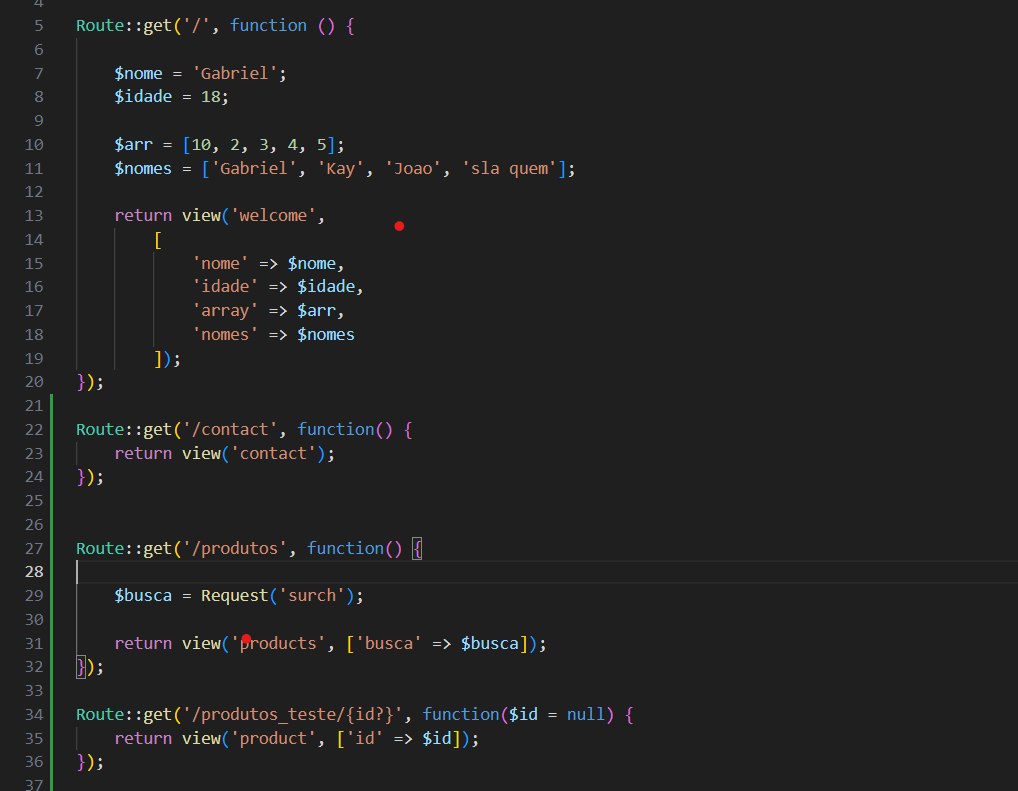 4
5 Route::get('/', function () {
6
7 $nome = 'Gabriel';
8 $idade = 18;
9
10 $arr = [10, 2, 3, 4, 5];
11 $nomes = ['Gabriel', 'Kay', 'Joao', 'sla quem'];
12
13 return view('welcome',
14 [
15 'nome' => $nome,
16 'idade' => $idade,
17 'array' => $arr,
18 'nomes' => $nomes
19 ]);
20 });
21
22 Route::get('/contact', function() {
23 return view('contact');
24 });
25
26
27 Route::get('/produtos', function() {
28
29 $busca = Request('surch');
30
31 return view('products', ['busca' => $busca]);
32 });
33
34 Route::get('/produtos_teste/{id?}', function($id = null) {
35 return view('product', ['id' => $id]);
36 });
37